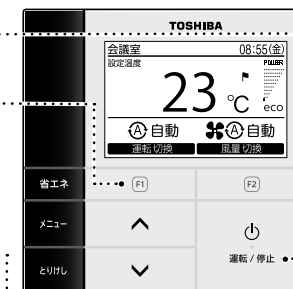 TOSHIBA
会議室 08:55(金)
設定温度 POWER
23 ℃ eco
Ⓐ自動 Ⓐ自動
運転切換 風量切換
省エネ F1 F2
メニュー
運転/停止
とりけし